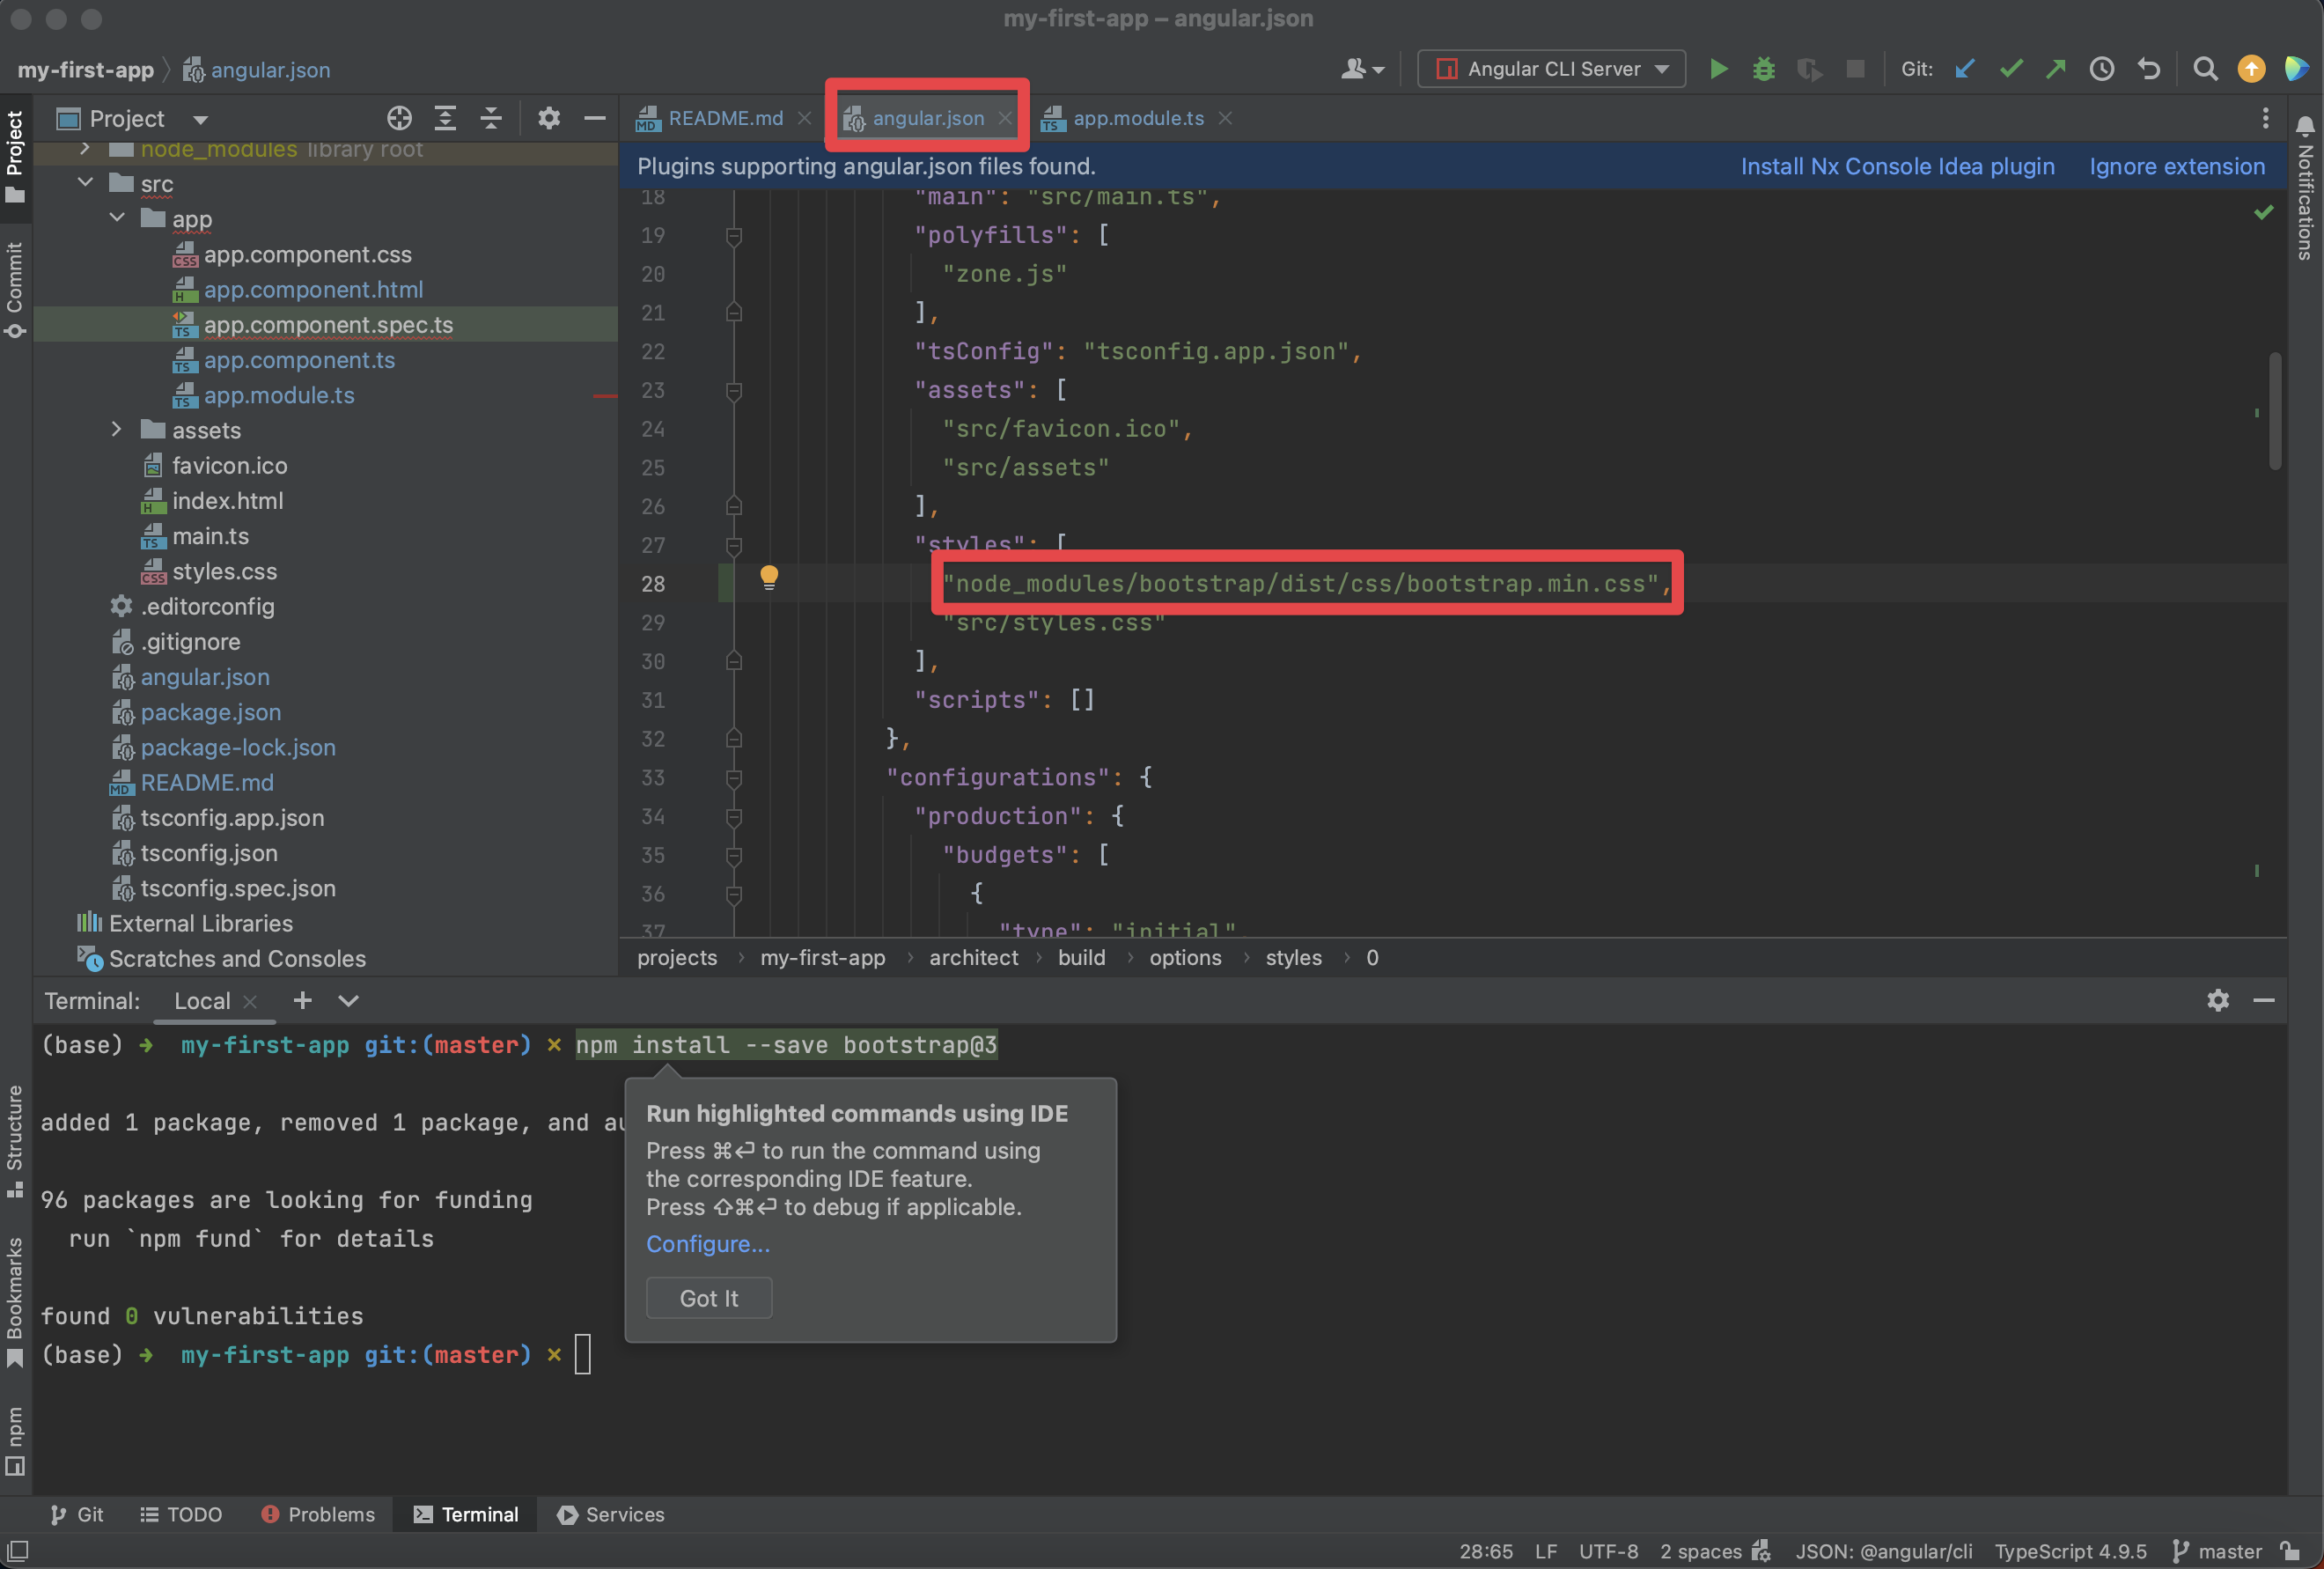 my-first-app – angular.json
my-first-app
angular.json
Angular CLI Server
Git:
Project
README.md
angular.json
app.module.ts
Project
Commit
Structure
Bookmarks
npm
Notifications
node_modules library root
src
app
app.component.css
app.component.html
app.component.spec.ts
app.component.ts
app.module.ts
assets
favicon.ico
index.html
main.ts
styles.css
.editorconfig
.gitignore
angular.json
package.json
package-lock.json
README.md
tsconfig.app.json
tsconfig.json
tsconfig.spec.json
External Libraries
Scratches and Consoles
Plugins supporting angular.json files found.
Install Nx Console Idea plugin
Ignore extension
18 "main": "src/main.ts",
19 "polyfills": [
20 "zone.js"
21 ],
22 "tsConfig": "tsconfig.app.json",
23 "assets": [
24 "src/favicon.ico",
25 "src/assets"
26 ],
27 "styles": [
28 "node_modules/bootstrap/dist/css/bootstrap.min.css",
29 "src/styles.css"
30 ],
31 "scripts": []
32 },
33 "configurations": {
34 "production": {
35 "budgets": [
36 {
37 "type": "initial",
projects › my-first-app › architect › build › options › styles › 0
Terminal:
Local
(base) → my-first-app git:(master) × npm install --save bootstrap@3
added 1 package, removed 1 package, and au
96 packages are looking for funding
run `npm fund` for details
found 0 vulnerabilities
(base) → my-first-app git:(master) ×
Run highlighted commands using IDE
Press ⌘⏎ to run the command using
the corresponding IDE feature.
Press ⇧⌘⏎ to debug if applicable.
Configure...
Got It
Git
TODO
Problems
Terminal
Services
28:65
LF
UTF-8
2 spaces
JSON: @angular/cli
TypeScript 4.9.5
master